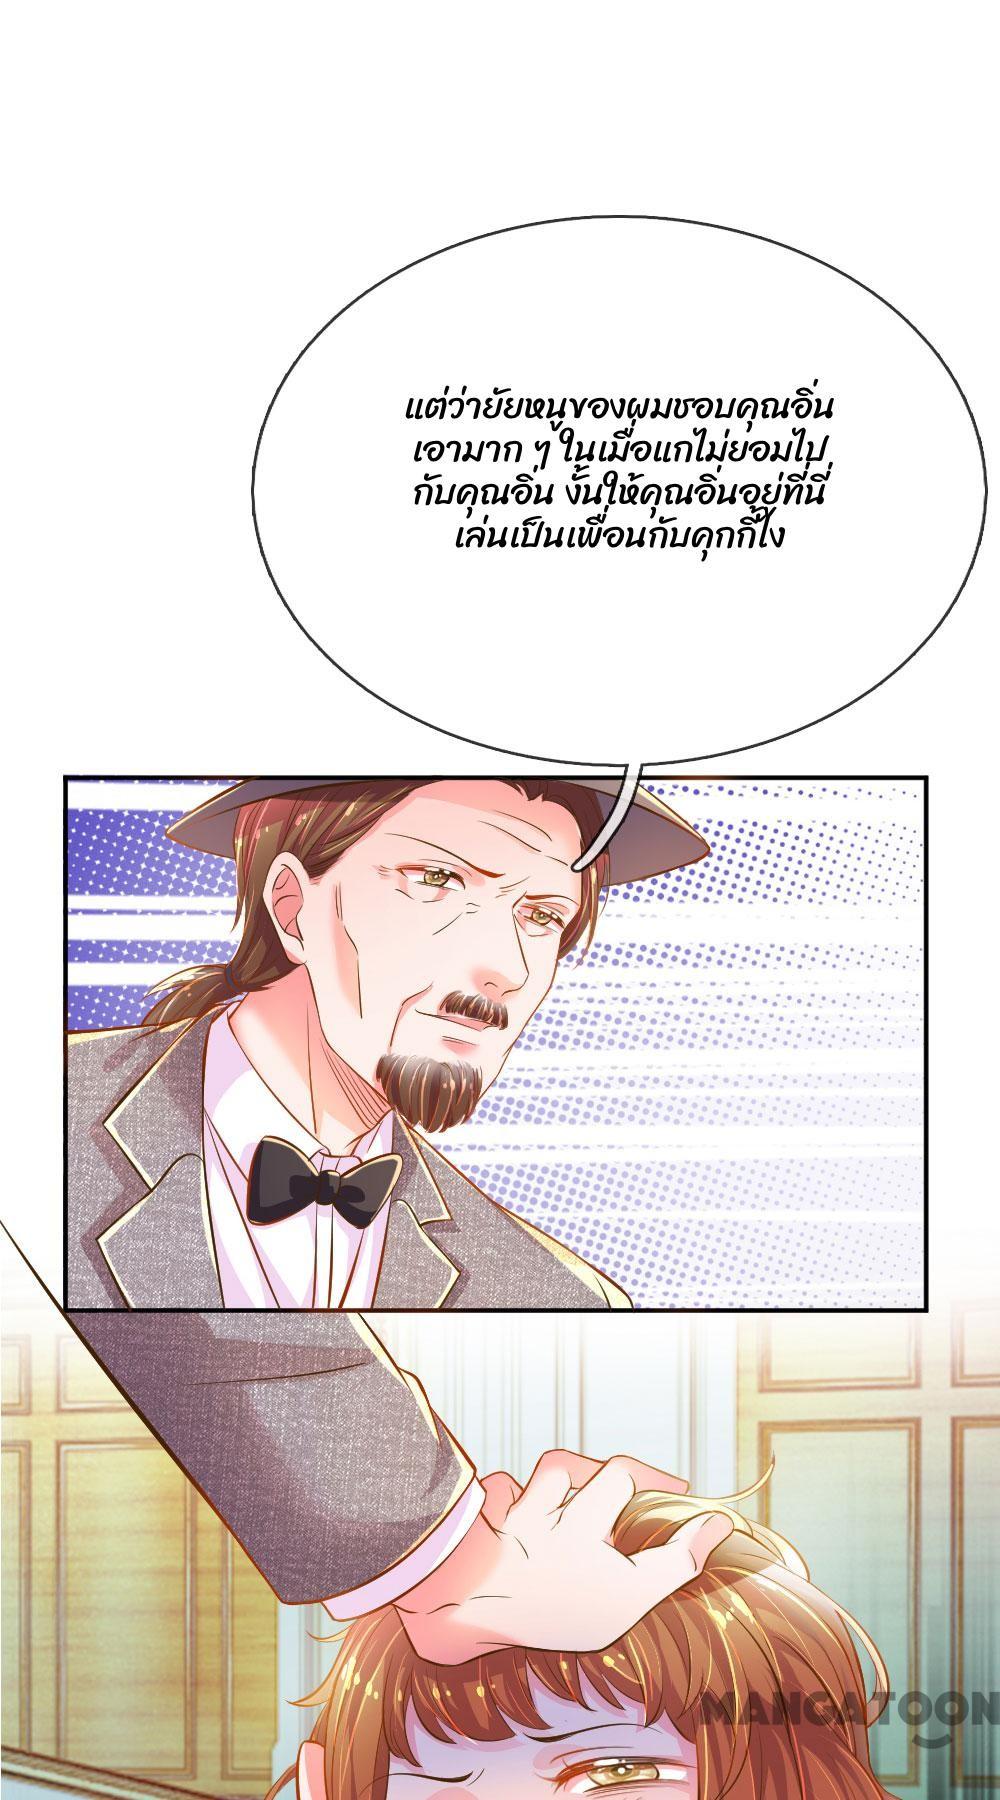 แต่ว่ายัยหนูของผมชอบคุณอิ่น
เอามาก ๆ ในเมื่อแกไม่ยอมไป
กับคุณอิ่น งั้นให้คุณอิ่นอยู่ที่นี่
เล่นเป็นเพื่อนกับคุกกี้ไง
MANGATOON